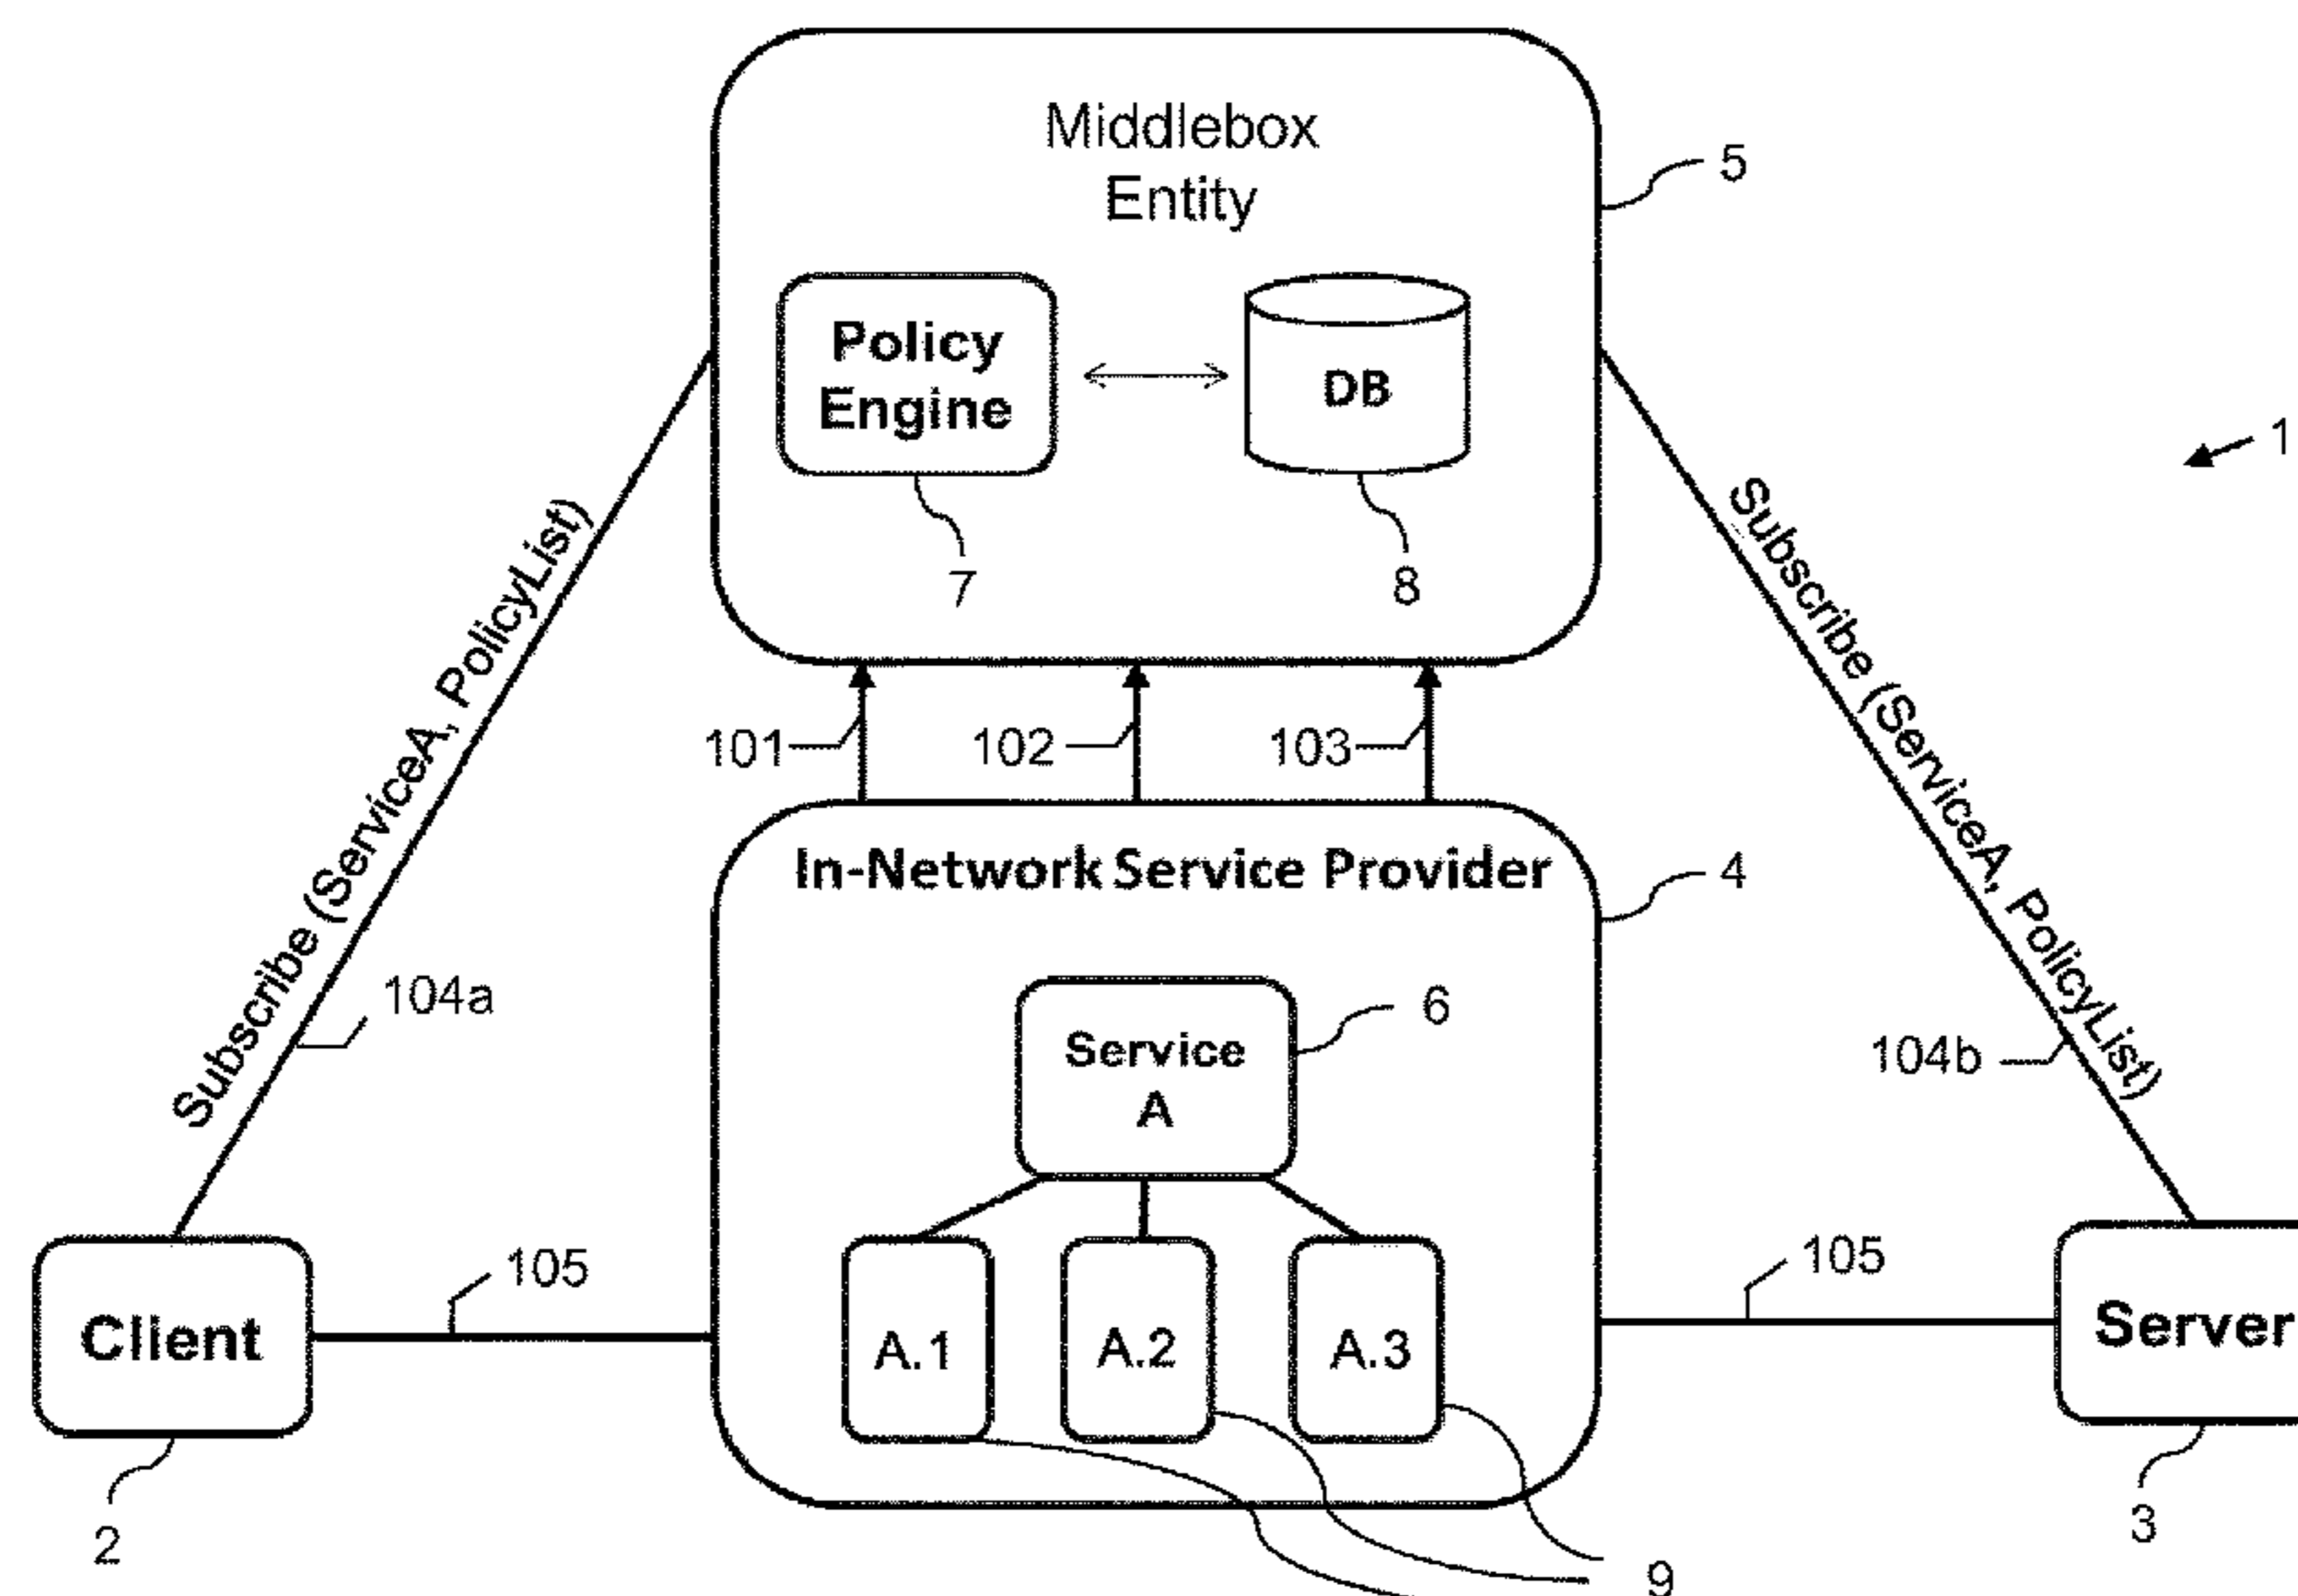 Middlebox
Entity
5
Policy
Engine
DB
1
7
8
Subscribe (ServiceA, PolicyList)
Subscribe (ServiceA, PolicyList)
101
102
103
In-Network Service Provider
4
104a
6
Service
A
104b
105
105
Client
A.1
A.2
A.3
Server
2
3
9